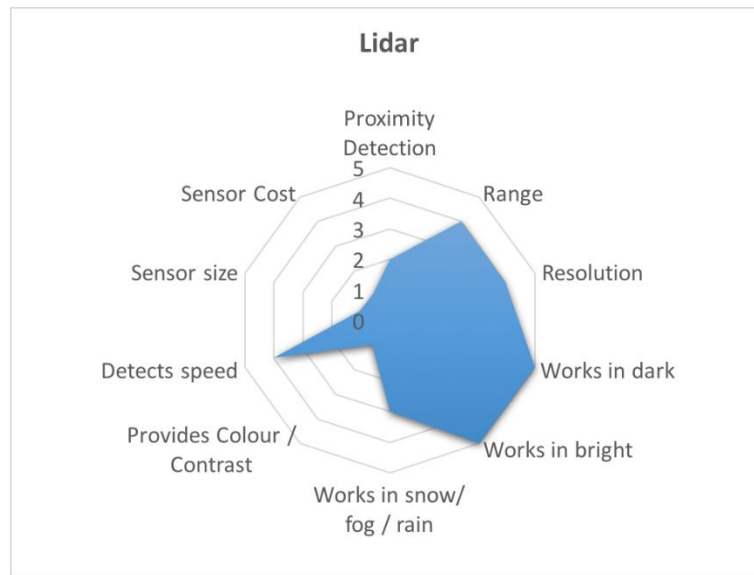 Lidar
Proximity
Detection
Range
Resolution
Works in dark
Works in bright
Works in snow/
fog / rain
Provides Colour /
Contrast
Detects speed
Sensor size
Sensor Cost
5
4
3
2
1
0